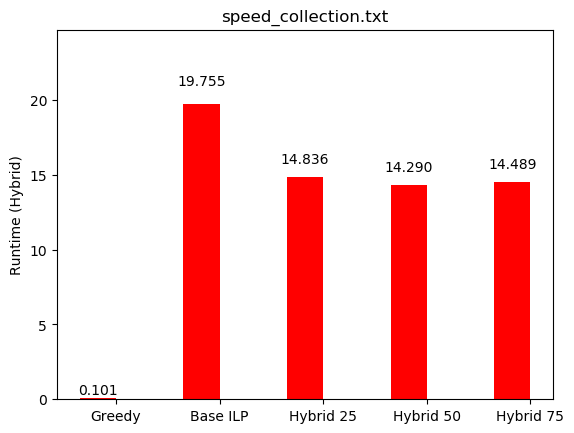 speed_collection.txt
Runtime (Hybrid)
20
15
10
5
0
0.101
19.755
14.836
14.290
14.489
Greedy
Base ILP
Hybrid 25
Hybrid 50
Hybrid 75